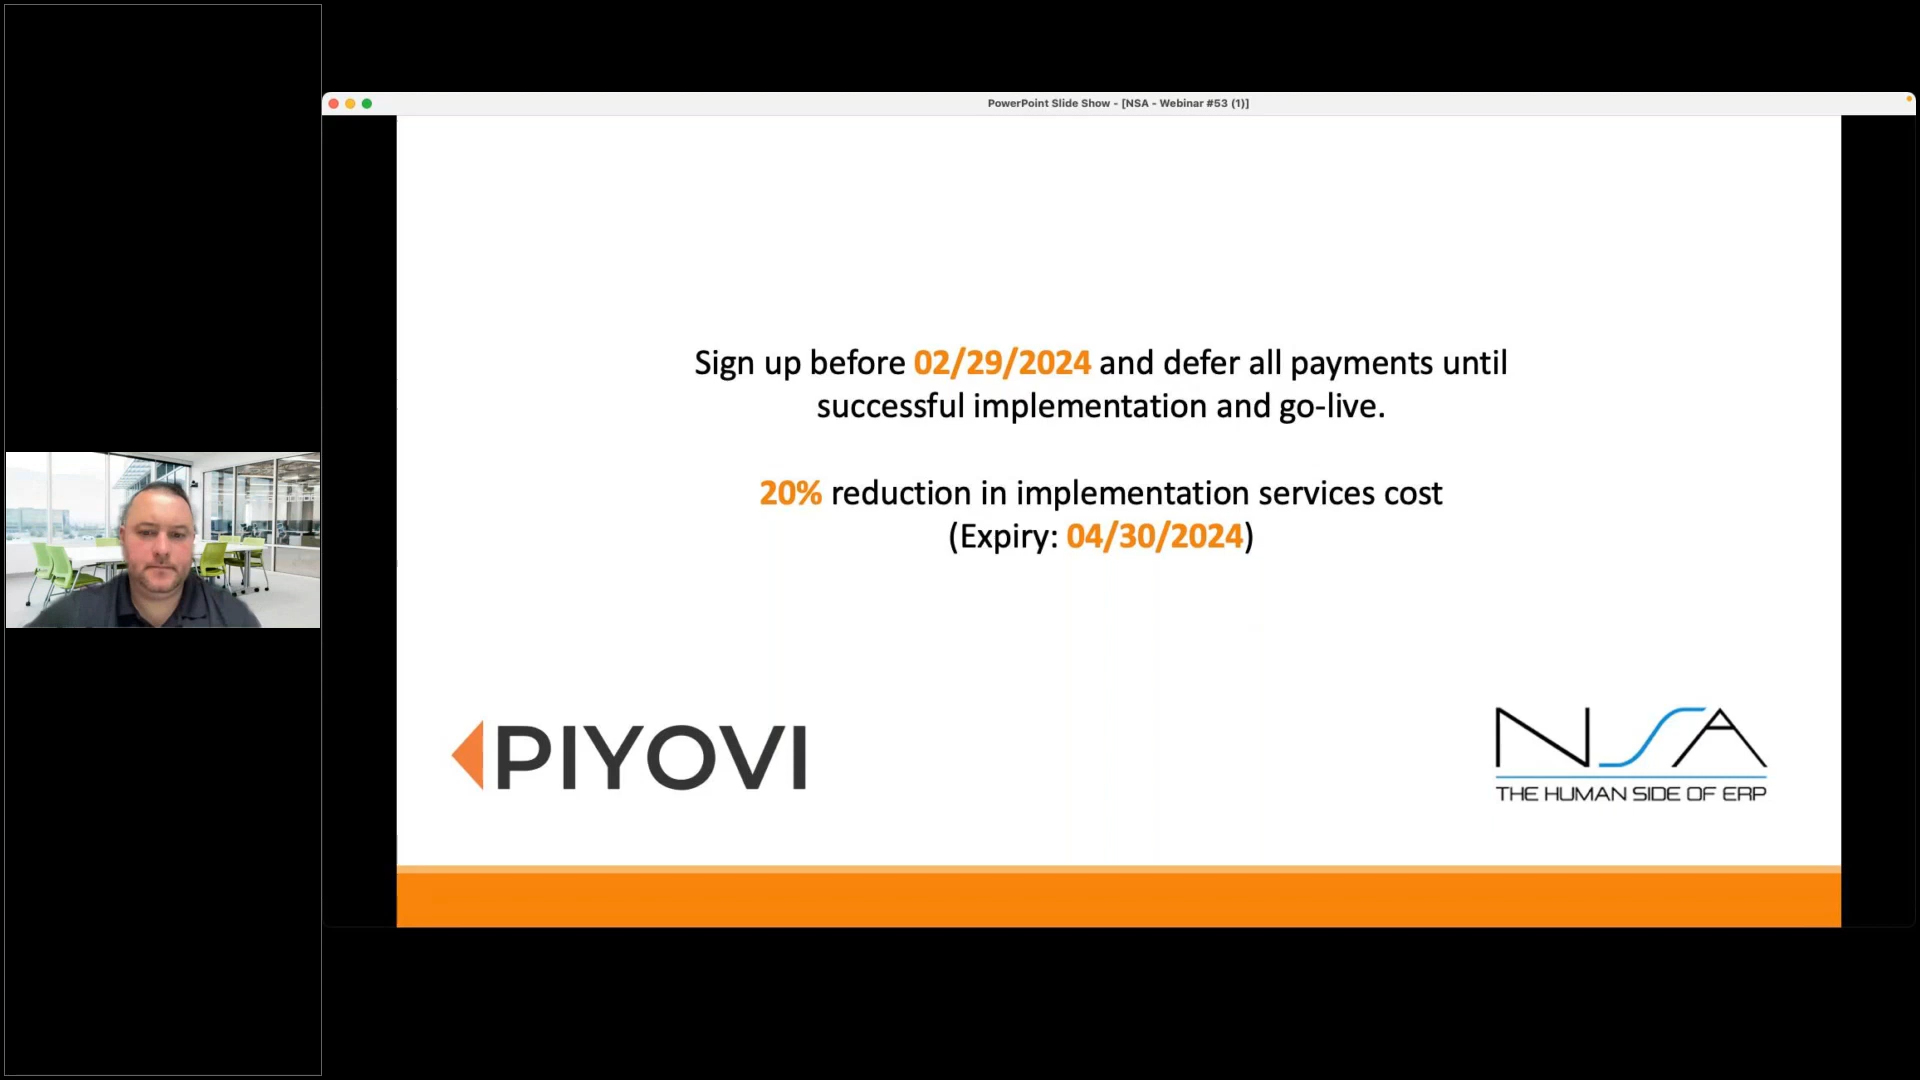 PowerPoint Slide Show - [NSA - Webinar #53 (1)]
Sign up before 02/29/2024 and defer all payments until
successful implementation and go-live.
20% reduction in implementation services cost
(Expiry: 04/30/2024)
PIYOVI
NSA
THE HUMAN SIDE OF ERP